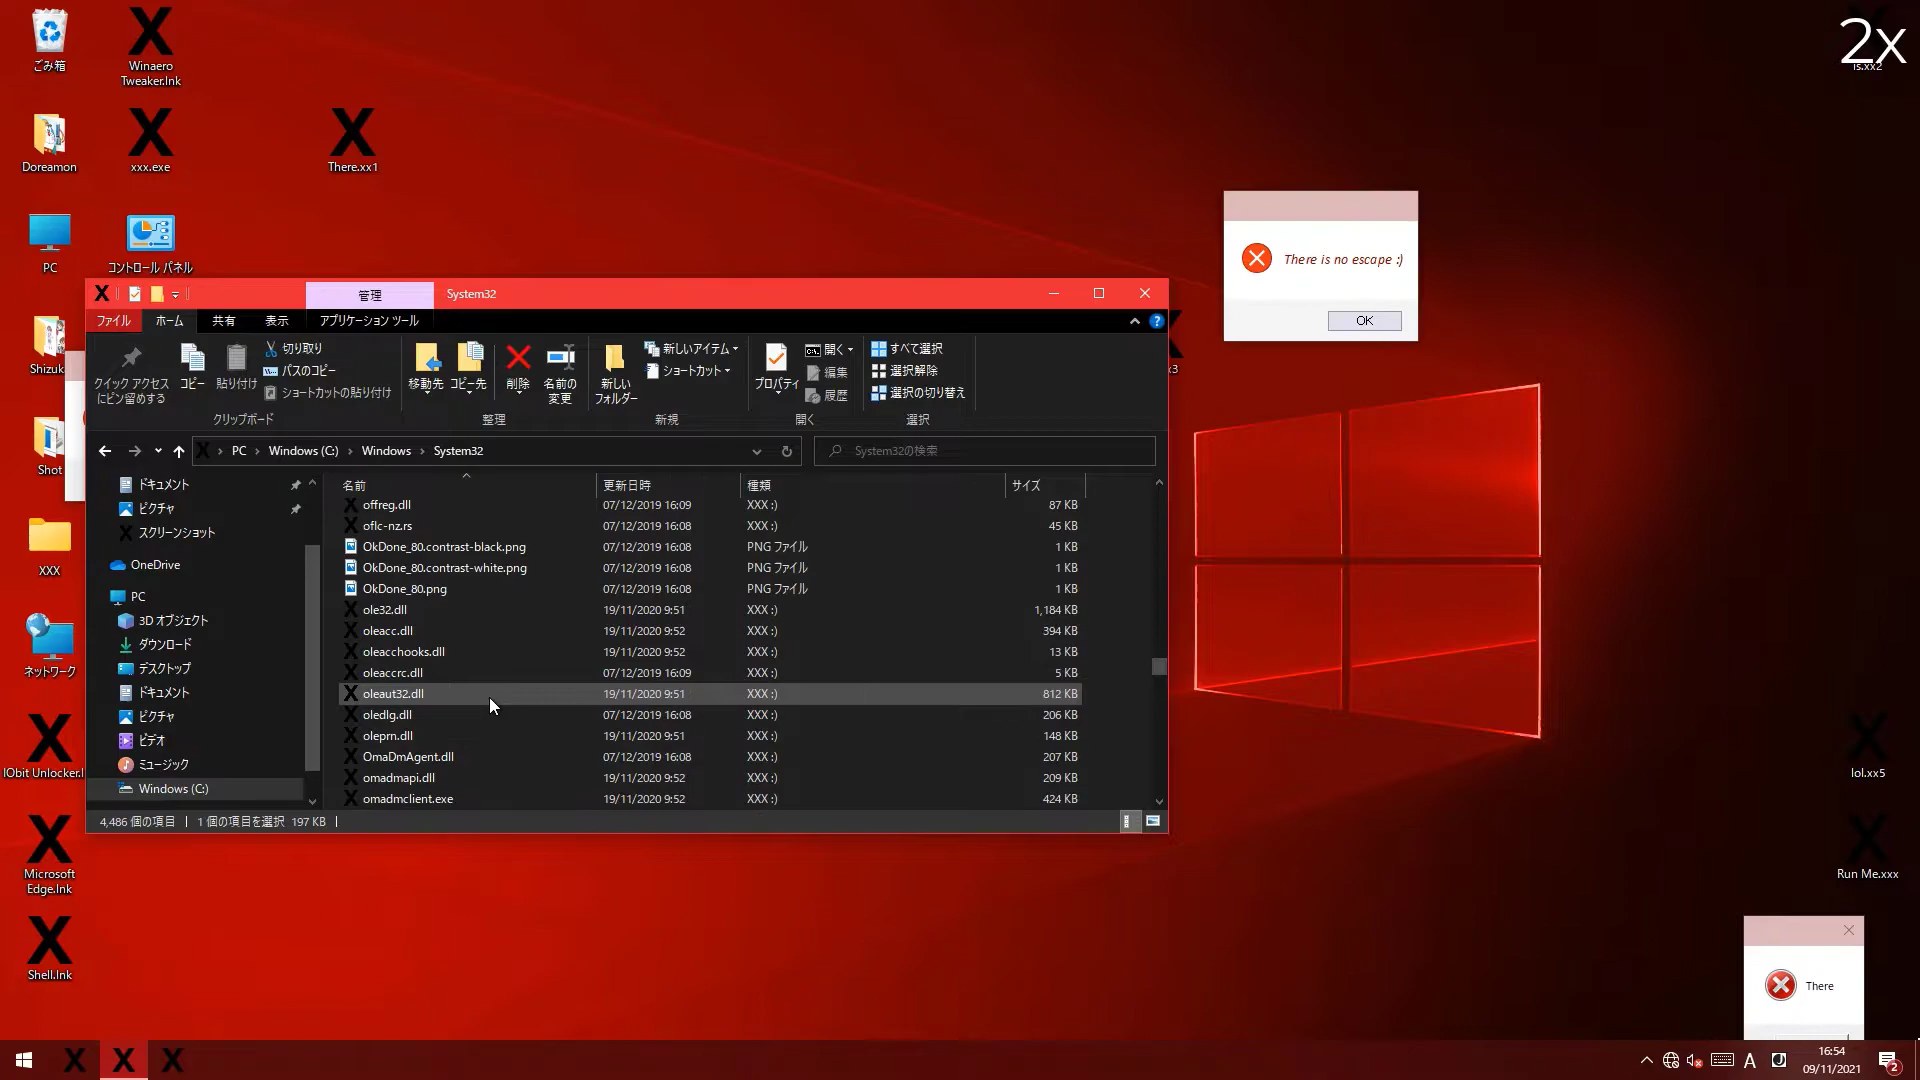 2x
is.xx2
ごみ箱
Winaero
Tweaker.lnk
Doreamon
xxx.exe
There.xx1
PC
コントロール パネル
There is no escape :)
OK
管理
System32
ファイル
ホーム
共有
表示
アプリケーション ツール
クイック アクセス
にピン留めする
コピー
貼り付け
切り取り
パスのコピー
ショートカットの貼り付け
クリップボード
移動先
コピー先
削除
名前の
変更
整理
新しい
フォルダー
新しいアイテム
ショートカット
新規
プロパティ
開く
編集
履歴
開く
すべて選択
選択解除
選択の切り替え
選択
Shizuk
PC
Windows (C:)
Windows
System32
System32の検索
Shot
ドキュメント
ピクチャ
スクリーンショット
OneDrive
PC
3D オブジェクト
ダウンロード
デスクトップ
ドキュメント
ピクチャ
ビデオ
ミュージック
Windows (C:)
名前 更新日時 種類 サイズ
offreg.dll 07/12/2019 16:09 XXX ;) 87 KB
oflc-nz.rs 07/12/2019 16:08 XXX ;) 45 KB
OkDone_80.contrast-black.png 07/12/2019 16:08 PNG ファイル 1 KB
OkDone_80.contrast-white.png 07/12/2019 16:08 PNG ファイル 1 KB
OkDone_80.png 07/12/2019 16:08 PNG ファイル 1 KB
ole32.dll 19/11/2020 9:51 XXX ;) 1,184 KB
oleacc.dll 19/11/2020 9:52 XXX ;) 394 KB
oleacchooks.dll 19/11/2020 9:52 XXX ;) 13 KB
oleaccrc.dll 07/12/2019 16:09 XXX ;) 5 KB
oleaut32.dll 19/11/2020 9:51 XXX ;) 812 KB
oledlg.dll 07/12/2019 16:08 XXX ;) 206 KB
oleprn.dll 19/11/2020 9:51 XXX ;) 148 KB
OmaDmAgent.dll 07/12/2019 16:08 XXX ;) 207 KB
omadmapi.dll 19/11/2020 9:52 XXX ;) 209 KB
omadmclient.exe 19/11/2020 9:52 XXX ;) 424 KB
4,486 個の項目
1 個の項目を選択 197 KB
XXX
ネットワーク
IObit Unlocker.l
lol.xx5
Microsoft
Edge.lnk
Run Me.xxx
Shell.lnk
There
A
16:54
09/11/2021
2